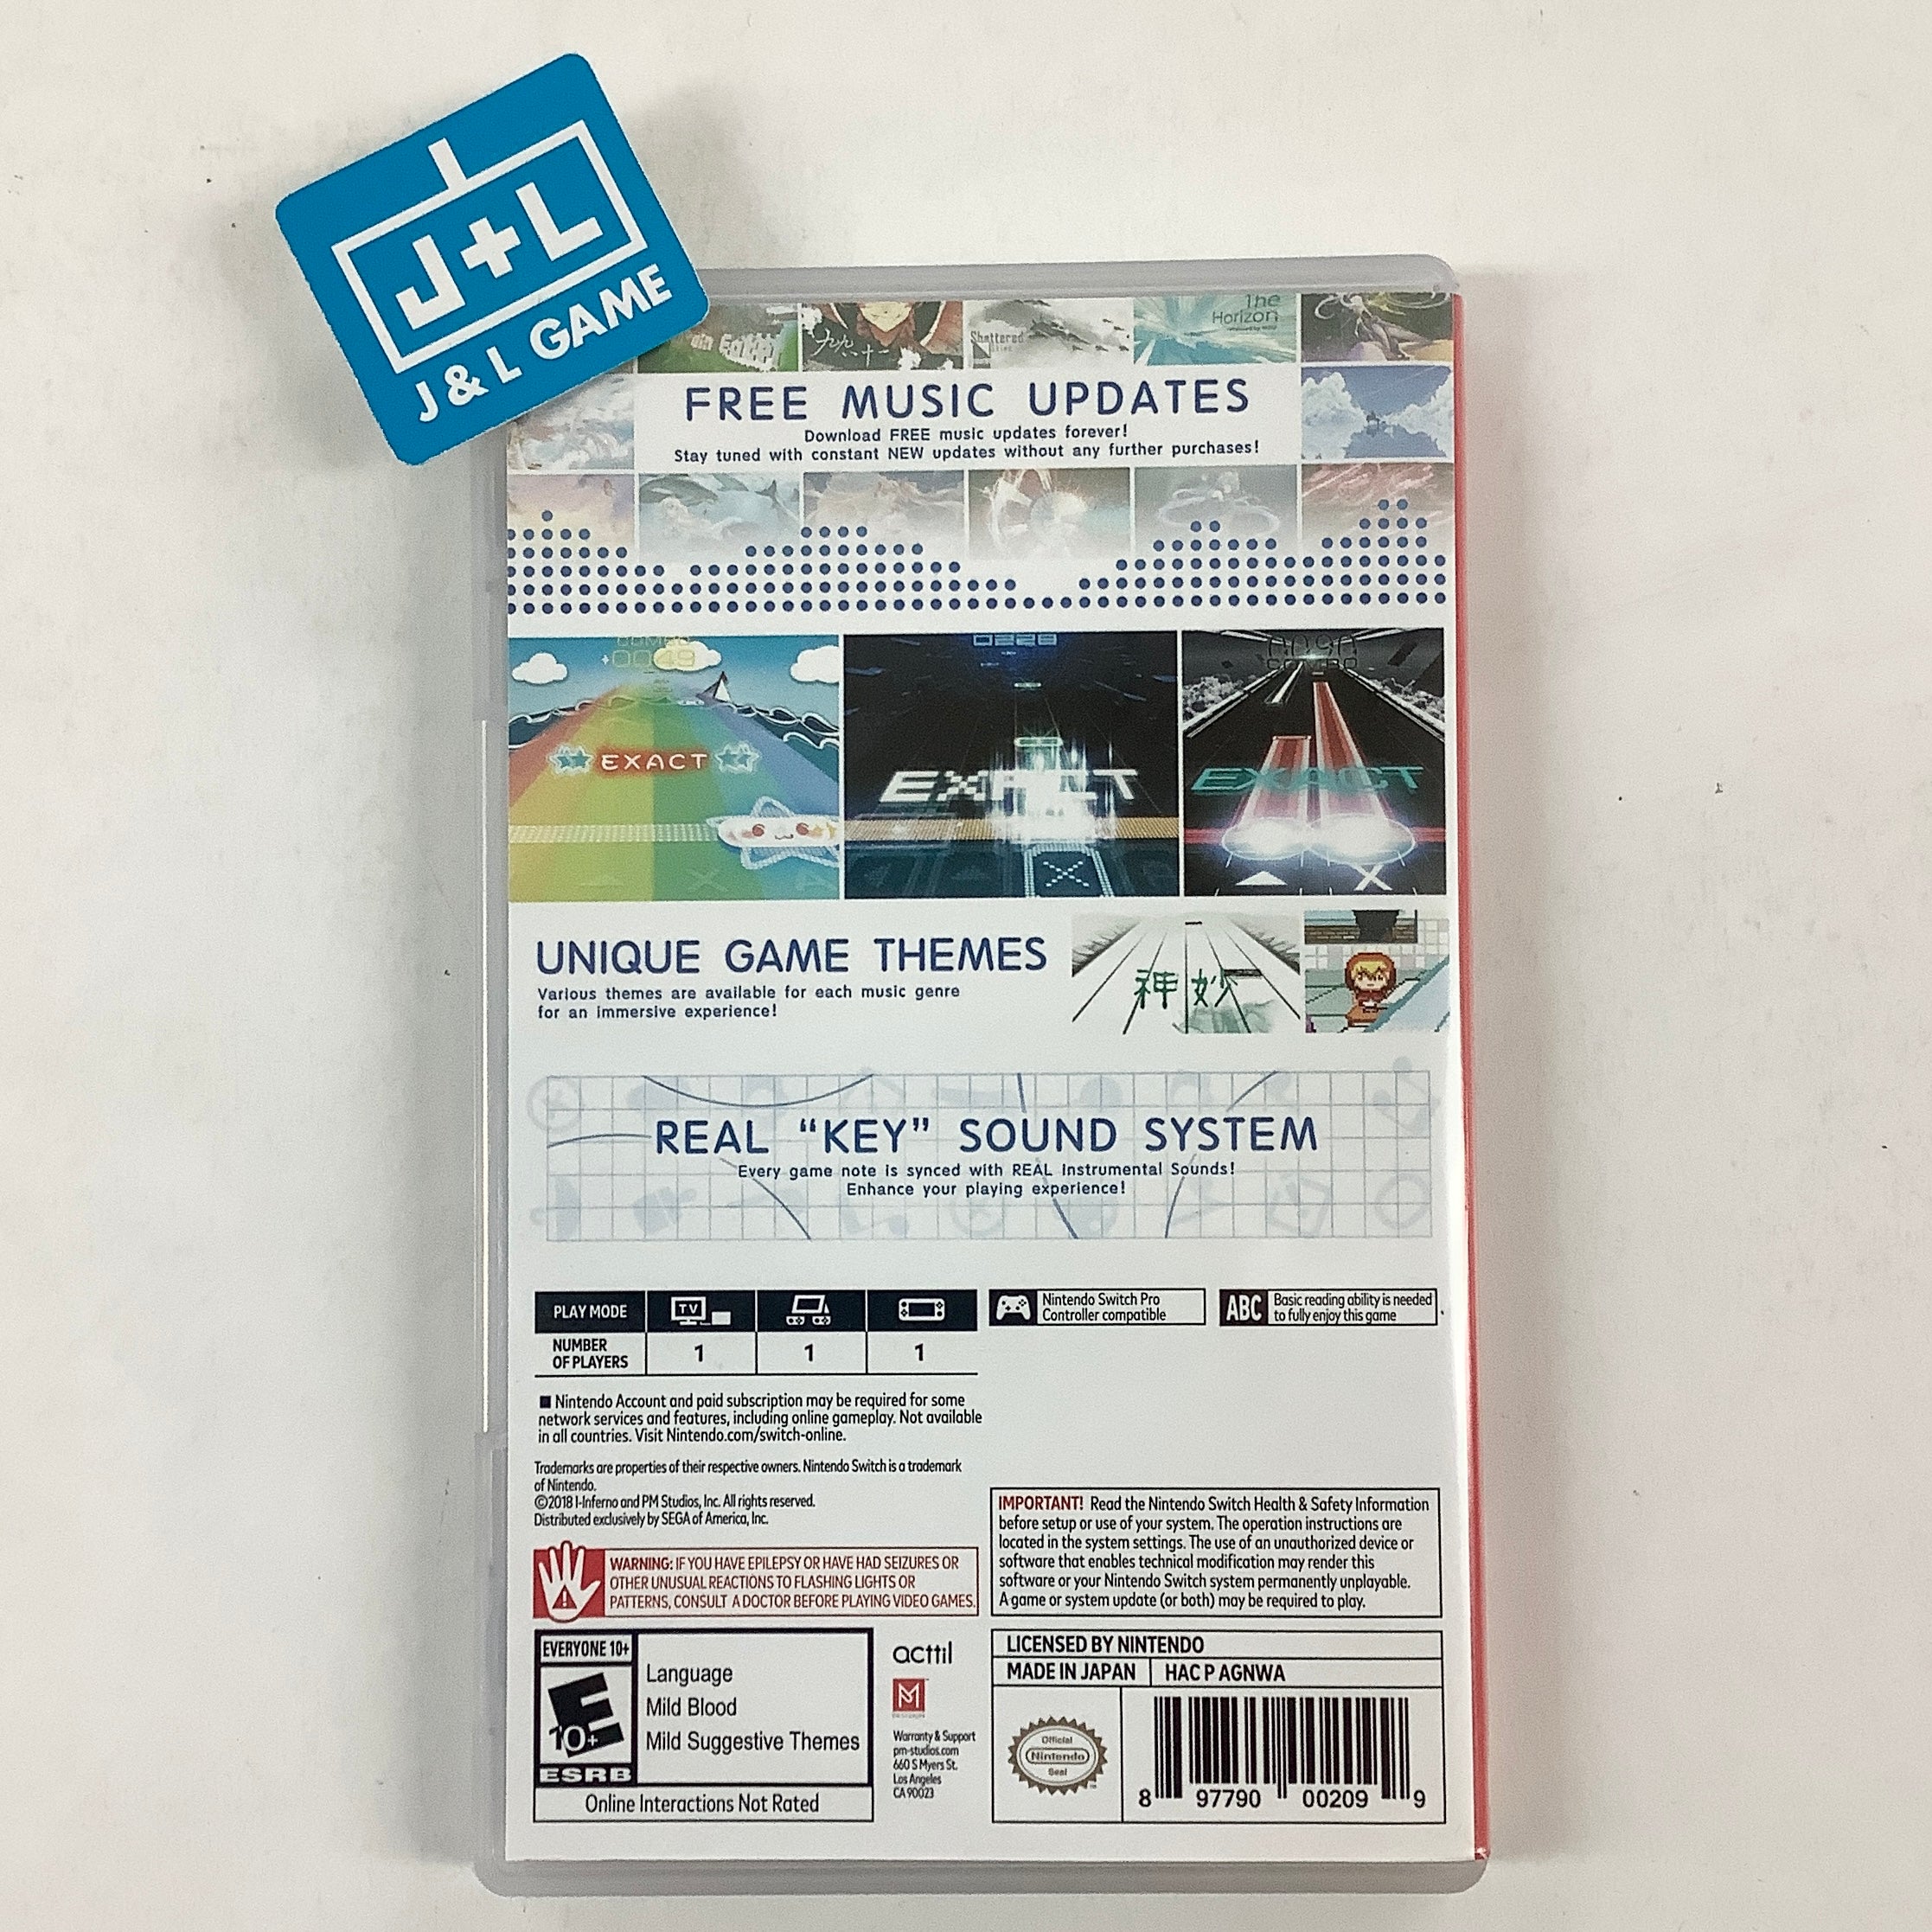 J+L
J & L GAME
Shattered
The
Horizon
FREE MUSIC UPDATES
Download FREE music updates forever!
Stay tuned with constant NEW updates without any further purchases!
0049
0228
EXACT
EXACT
EXACT
X
X
UNIQUE GAME THEMES
Various themes are available for each music genre
for an immersive experience!
神妙
REAL “KEY” SOUND SYSTEM
Every game note is synced with REAL Instrumental Sounds!
Enhance your playing experience!
PLAY MODE
TV
NUMBER
OF PLAYERS
1
1
1
Nintendo Switch Pro
Controller compatible
ABC
Basic reading ability is needed
to fully enjoy this game
■ Nintendo Account and paid subscription may be required for some
network services and features, including online gameplay. Not available
in all countries. Visit Nintendo.com/switch-online.
Trademarks are properties of their respective owners. Nintendo Switch is a trademark
of Nintendo.
©2018 I-Inferno and PM Studios, Inc. All rights reserved.
Distributed exclusively by SEGA of America, Inc.
WARNING: IF YOU HAVE EPILEPSY OR HAVE HAD SEIZURES OR
OTHER UNUSUAL REACTIONS TO FLASHING LIGHTS OR
PATTERNS, CONSULT A DOCTOR BEFORE PLAYING VIDEO GAMES.
IMPORTANT! Read the Nintendo Switch Health & Safety Information
before setup or use of your system. The operation instructions are
located in the system settings. The use of an unauthorized device or
software that enables technical modification may render this
software or your Nintendo Switch system permanently unplayable.
A game or system update (or both) may be required to play.
EVERYONE 10+
E
10+
ESRB
Language
Mild Blood
Mild Suggestive Themes
Online Interactions Not Rated
acttil
Warranty & Support
pm-studios.com
660 S Myers St.
Los Angeles
CA 90023
LICENSED BY NINTENDO
MADE IN JAPAN
HAC P AGNWA
Official
Nintendo
Seal
8 97790 00209 9